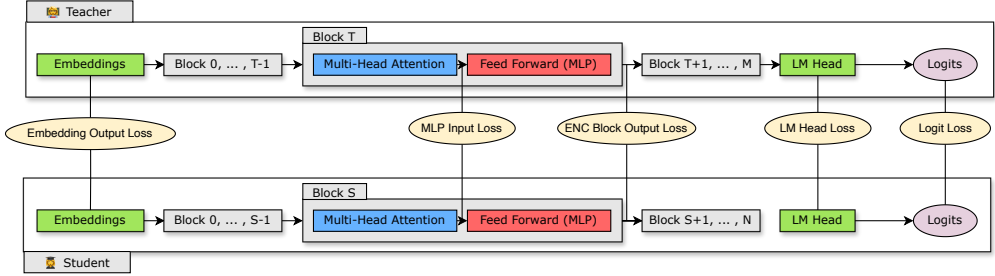 Teacher
Block T
Embeddings
Block 0, ... , T-1
Multi-Head Attention
Feed Forward (MLP)
Block T+1, ... , M
LM Head
Logits
Embedding Output Loss
MLP Input Loss
ENC Block Output Loss
LM Head Loss
Logit Loss
Block S
Embeddings
Block 0, ... , S-1
Multi-Head Attention
Feed Forward (MLP)
Block S+1, ... , N
LM Head
Logits
Student